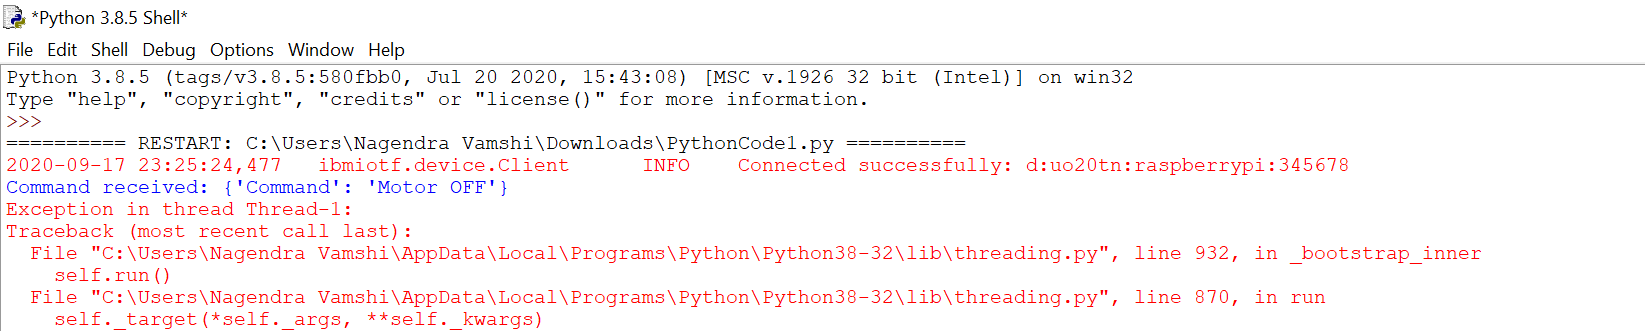 *Python 3.8.5 Shell*
File Edit Shell Debug Options Window Help
Python 3.8.5 (tags/v3.8.5:580fbb0, Jul 20 2020, 15:43:08) [MSC v.1926 32 bit (Intel)] on win32
Type "help", "copyright", "credits" or "license()" for more information.
>>>
========== RESTART: C:\Users\Nagendra Vamshi\Downloads\PythonCode1.py ==========
2020-09-17 23:25:24,477   ibmiotf.device.Client      INFO    Connected successfully: d:uo20tn:raspberrypi:345678
Command received: {'Command': 'Motor OFF'}
Exception in thread Thread-1:
Traceback (most recent call last):
  File "C:\Users\Nagendra Vamshi\AppData\Local\Programs\Python\Python38-32\lib\threading.py", line 932, in _bootstrap_inner
    self.run()
  File "C:\Users\Nagendra Vamshi\AppData\Local\Programs\Python\Python38-32\lib\threading.py", line 870, in run
    self._target(*self._args, **self._kwargs)